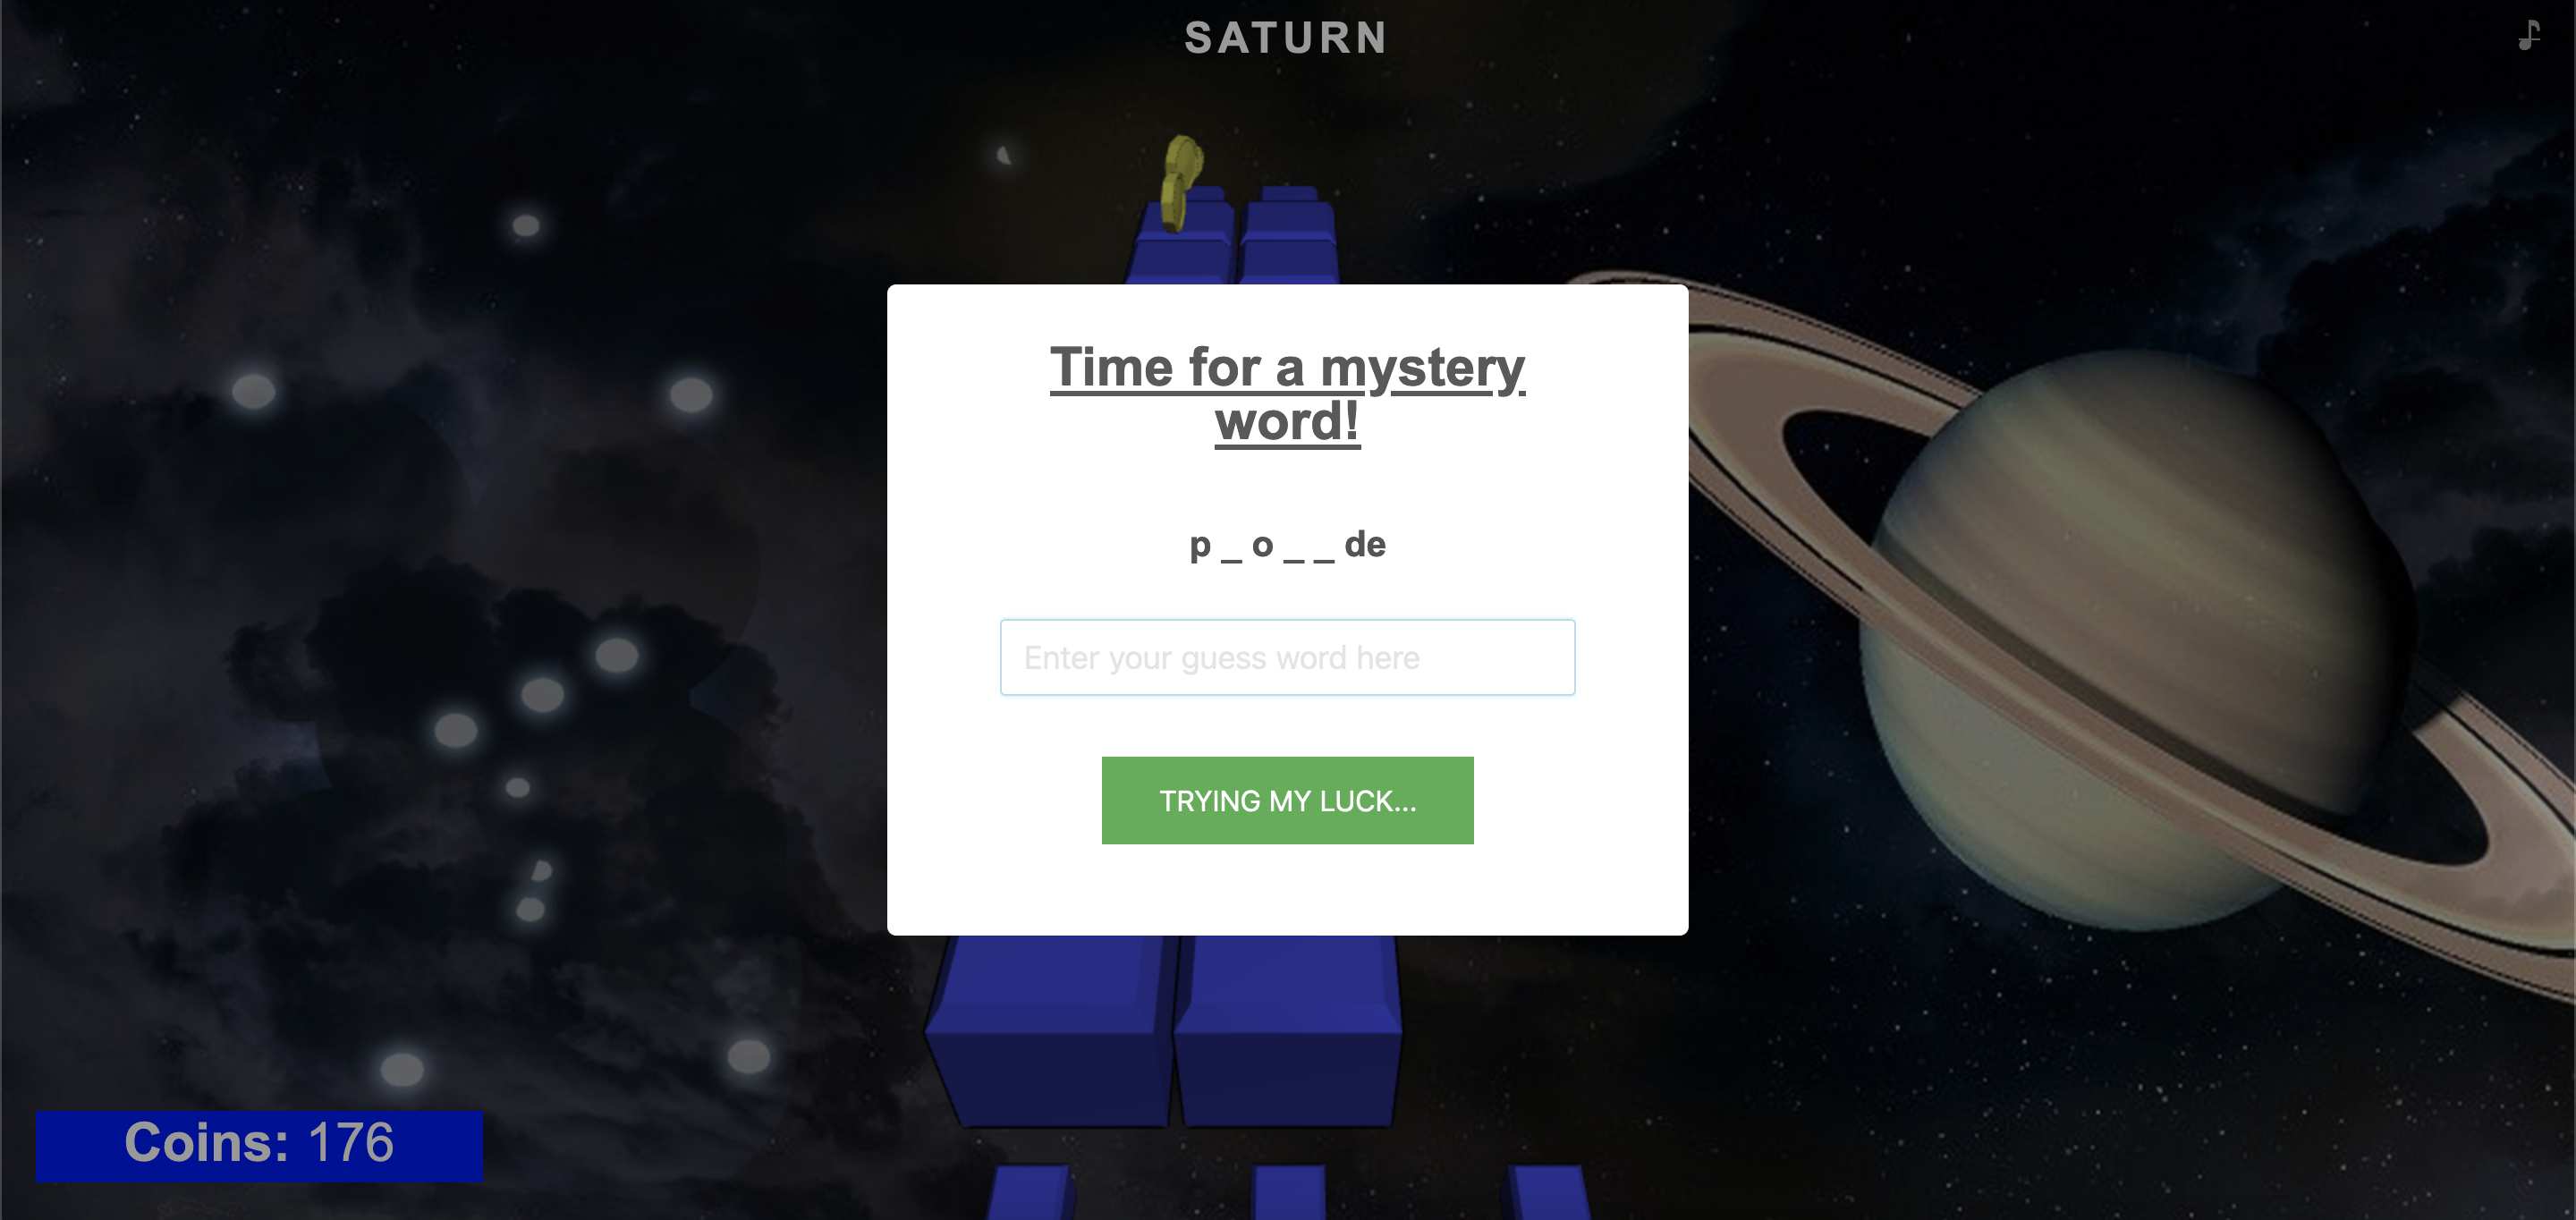 SATURN
Time for a mystery
word!
p _ o _ _ de
Enter your guess word here
TRYING MY LUCK...
Coins: 176